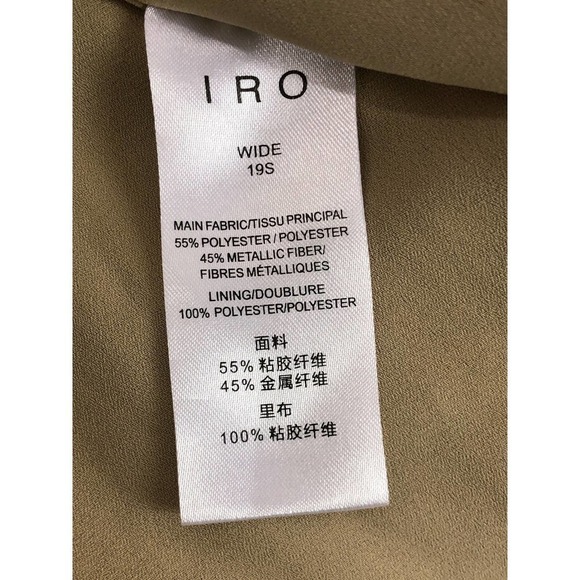 IRO
WIDE
19S
MAIN FABRIC/TISSU PRINCIPAL
55% POLYESTER / POLYESTER
45% METALLIC FIBER/
FIBRES MÉTALLIQUES
LINING/DOUBLURE
100% POLYESTER/POLYESTER
面料
55% 粘胶纤维
45% 金属纤维
里布
100% 粘胶纤维